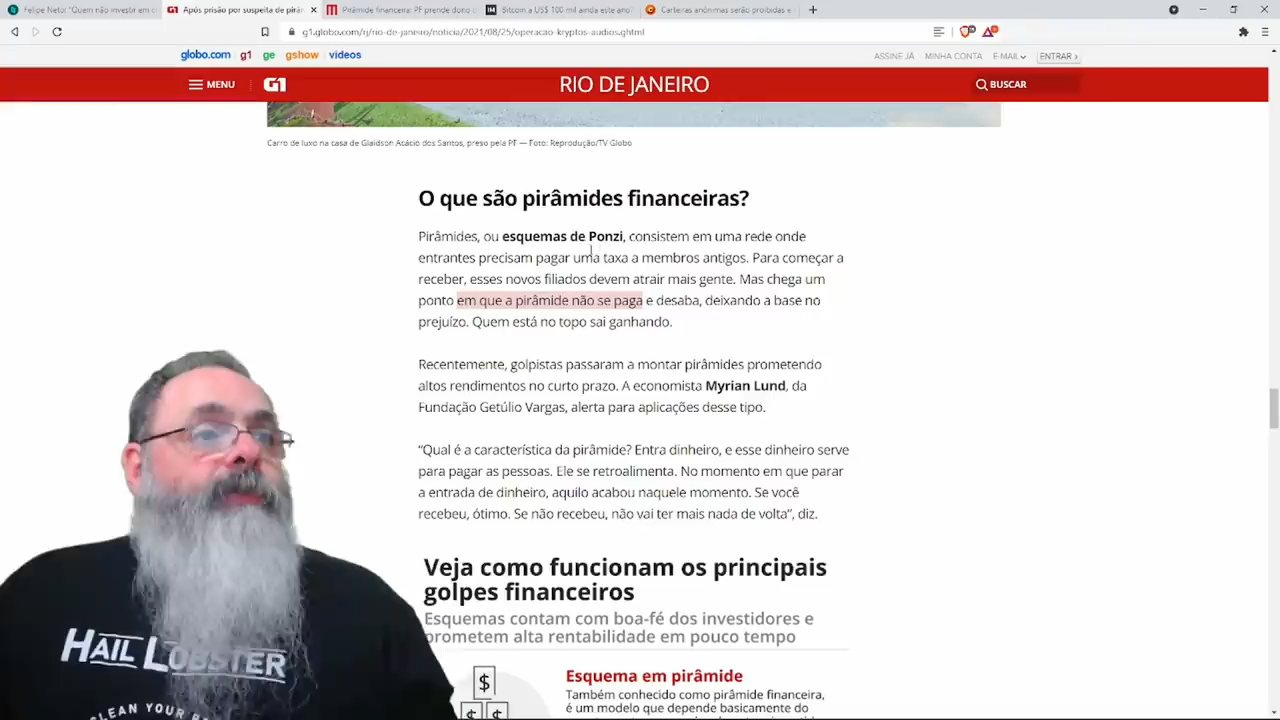 Felipe Neto: "Quem não investir em cr
G1 Após prisão por suspeita de pirâm
Pirâmide financeira: PF prende dono d
Bitcoin a US$ 100 mil ainda este ano?
Carteiras anônimas serão proibidas e
g1.globo.com/rj/rio-de-janeiro/noticia/2021/08/25/operacao-kryptos-audios.ghtml
globo.com g1 ge gshow videos
ASSINE JÁ MINHA CONTA E-MAIL ENTRAR ›
MENU G1 RIO DE JANEIRO BUSCAR
Carro de luxo na casa de Glaidson Acácio dos Santos, preso pela PF — Foto: Reprodução/TV Globo
O que são pirâmides financeiras?
Pirâmides, ou esquemas de Ponzi, consistem em uma rede onde
entrantes precisam pagar uma taxa a membros antigos. Para começar a
receber, esses novos filiados devem atrair mais gente. Mas chega um
ponto em que a pirâmide não se paga e desaba, deixando a base no
prejuízo. Quem está no topo sai ganhando.
Recentemente, golpistas passaram a montar pirâmides prometendo
altos rendimentos no curto prazo. A economista Myrian Lund, da
Fundação Getúlio Vargas, alerta para aplicações desse tipo.
“Qual é a característica da pirâmide? Entra dinheiro, e esse dinheiro serve
para pagar as pessoas. Ele se retroalimenta. No momento em que parar
a entrada de dinheiro, aquilo acabou naquele momento. Se você
recebeu, ótimo. Se não recebeu, não vai ter mais nada de volta”, diz.
Veja como funcionam os principais
golpes financeiros
Esquemas contam com boa-fé dos investidores e
prometem alta rentabilidade em pouco tempo
$
$ $
Esquema em pirâmide
Também conhecido como pirâmide financeira,
é um modelo que depende basicamente do
HAIL LOBSTER
CLEAN YOUR